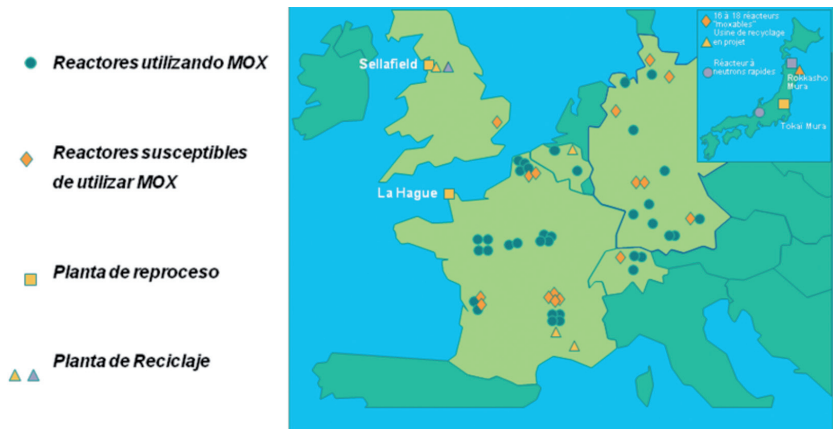 Reactores utilizando MOX
Reactores susceptibles
de utilizar MOX
Planta de reproceso
Planta de Reciclaje
Sellafield
La Hague
16 à 18 réacteurs
"moxables"
Usine de recyclage
en projet
Réacteur à
neutrons rapides
Rokkasho
Mura
Tokai Mura